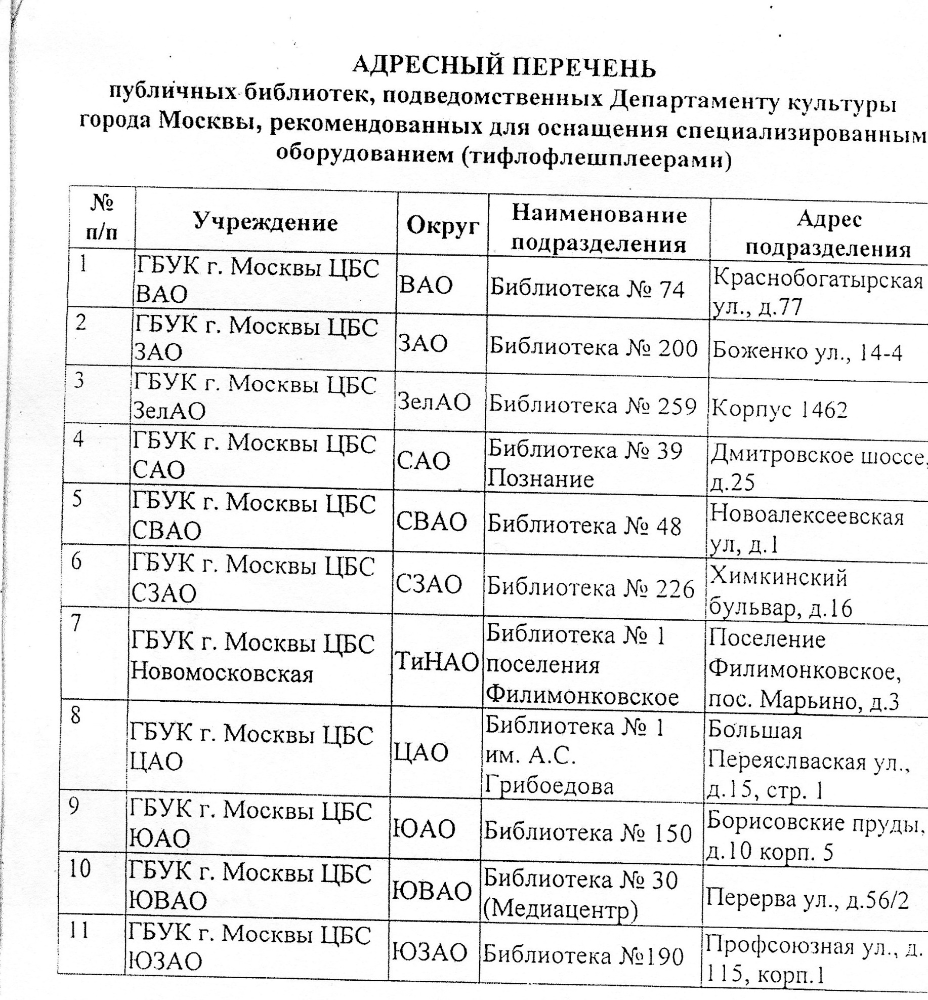 АДРЕСНЫЙ ПЕРЕЧЕНЬ
публичных библиотек, подведомственных Департаменту культуры
города Москвы, рекомендованных для оснащения специализированным
оборудованием (тифлофлешплеерами)
№ п/п
Учреждение
Округ
Наименование
подразделения
Адрес
подразделения
1
ГБУК г. Москвы ЦБС
ВАО
ВАО
Библиотека № 74
Краснобогатырская
ул., д.77
2
ГБУК г. Москвы ЦБС
ЗАО
ЗАО
Библиотека № 200
Боженко ул., 14-4
3
ГБУК г. Москвы ЦБС
ЗелАО
ЗелАО
Библиотека № 259
Корпус 1462
4
ГБУК г. Москвы ЦБС
САО
САО
Библиотека № 39
Познание
Дмитровское шоссе,
д.25
5
ГБУК г. Москвы ЦБС
СВАО
СВАО
Библиотека № 48
Новоалексеевская
ул, д.1
6
ГБУК г. Москвы ЦБС
СЗАО
СЗАО
Библиотека № 226
Химкинский
бульвар, д.16
7
ГБУК г. Москвы ЦБС
Новомосковская
ТиНАО
Библиотека № 1
поселения
Филимонковское
Поселение
Филимонковское,
пос. Марьино, д.3
8
ГБУК г. Москвы ЦБС
ЦАО
ЦАО
Библиотека № 1
им. А.С.
Грибоедова
Большая
Переяслваская ул.,
д.15, стр. 1
9
ГБУК г. Москвы ЦБС
ЮАО
ЮАО
Библиотека № 150
Борисовские пруды,
д.10 корп. 5
10
ГБУК г. Москвы ЦБС
ЮВАО
ЮВАО
Библиотека № 30
(Медиацентр)
Перерва ул., д.56/2
11
ГБУК г. Москвы ЦБС
ЮЗАО
ЮЗАО
Библиотека №190
Профсоюзная ул., д.
115, корп.1